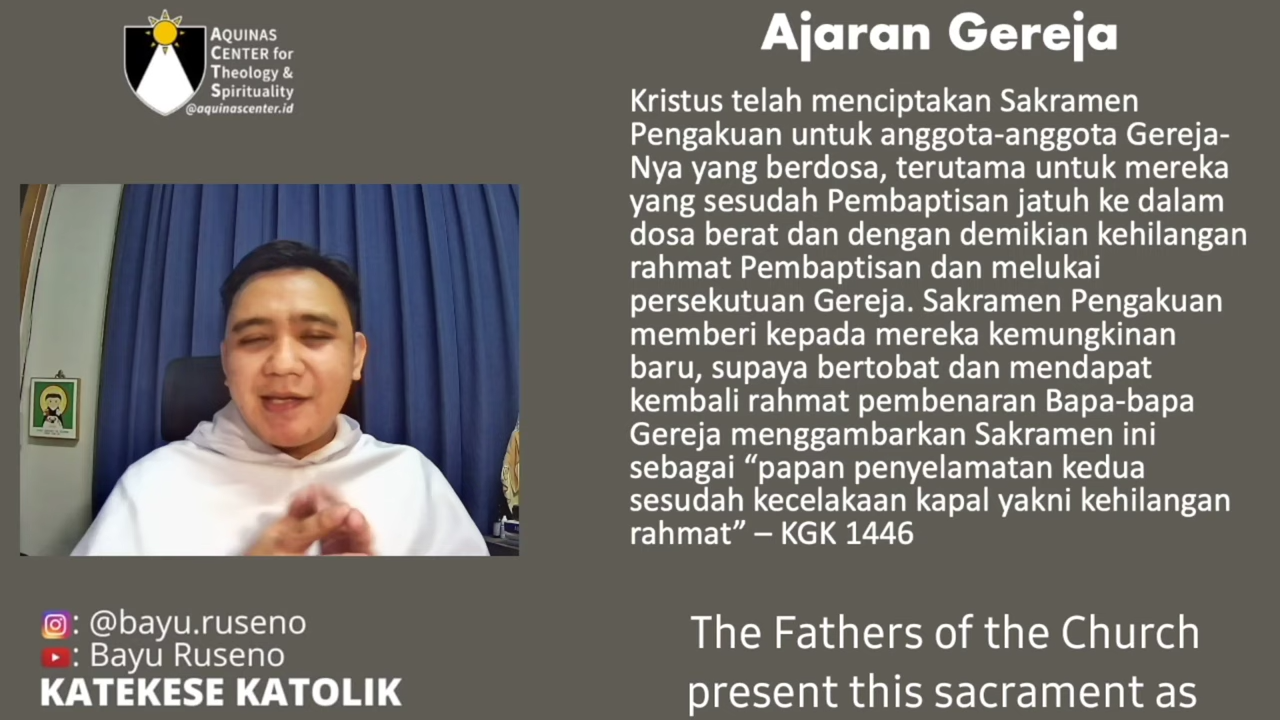 AQUINAS
CENTER for
Theology &
Spirituality
@aquinascenter.id
Ajaran Gereja
Kristus telah menciptakan Sakramen
Pengakuan untuk anggota-anggota Gereja-
Nya yang berdosa, terutama untuk mereka
yang sesudah Pembaptisan jatuh ke dalam
dosa berat dan dengan demikian kehilangan
rahmat Pembaptisan dan melukai
persekutuan Gereja. Sakramen Pengakuan
memberi kepada mereka kemungkinan
baru, supaya bertobat dan mendapat
kembali rahmat pembenaran Bapa-bapa
Gereja menggambarkan Sakramen ini
sebagai “papan penyelamatan kedua
sesudah kecelakaan kapal yakni kehilangan
rahmat” – KGK 1446
: @bayu.ruseno
: Bayu Ruseno
KATEKESE KATOLIK
The Fathers of the Church
present this sacrament as